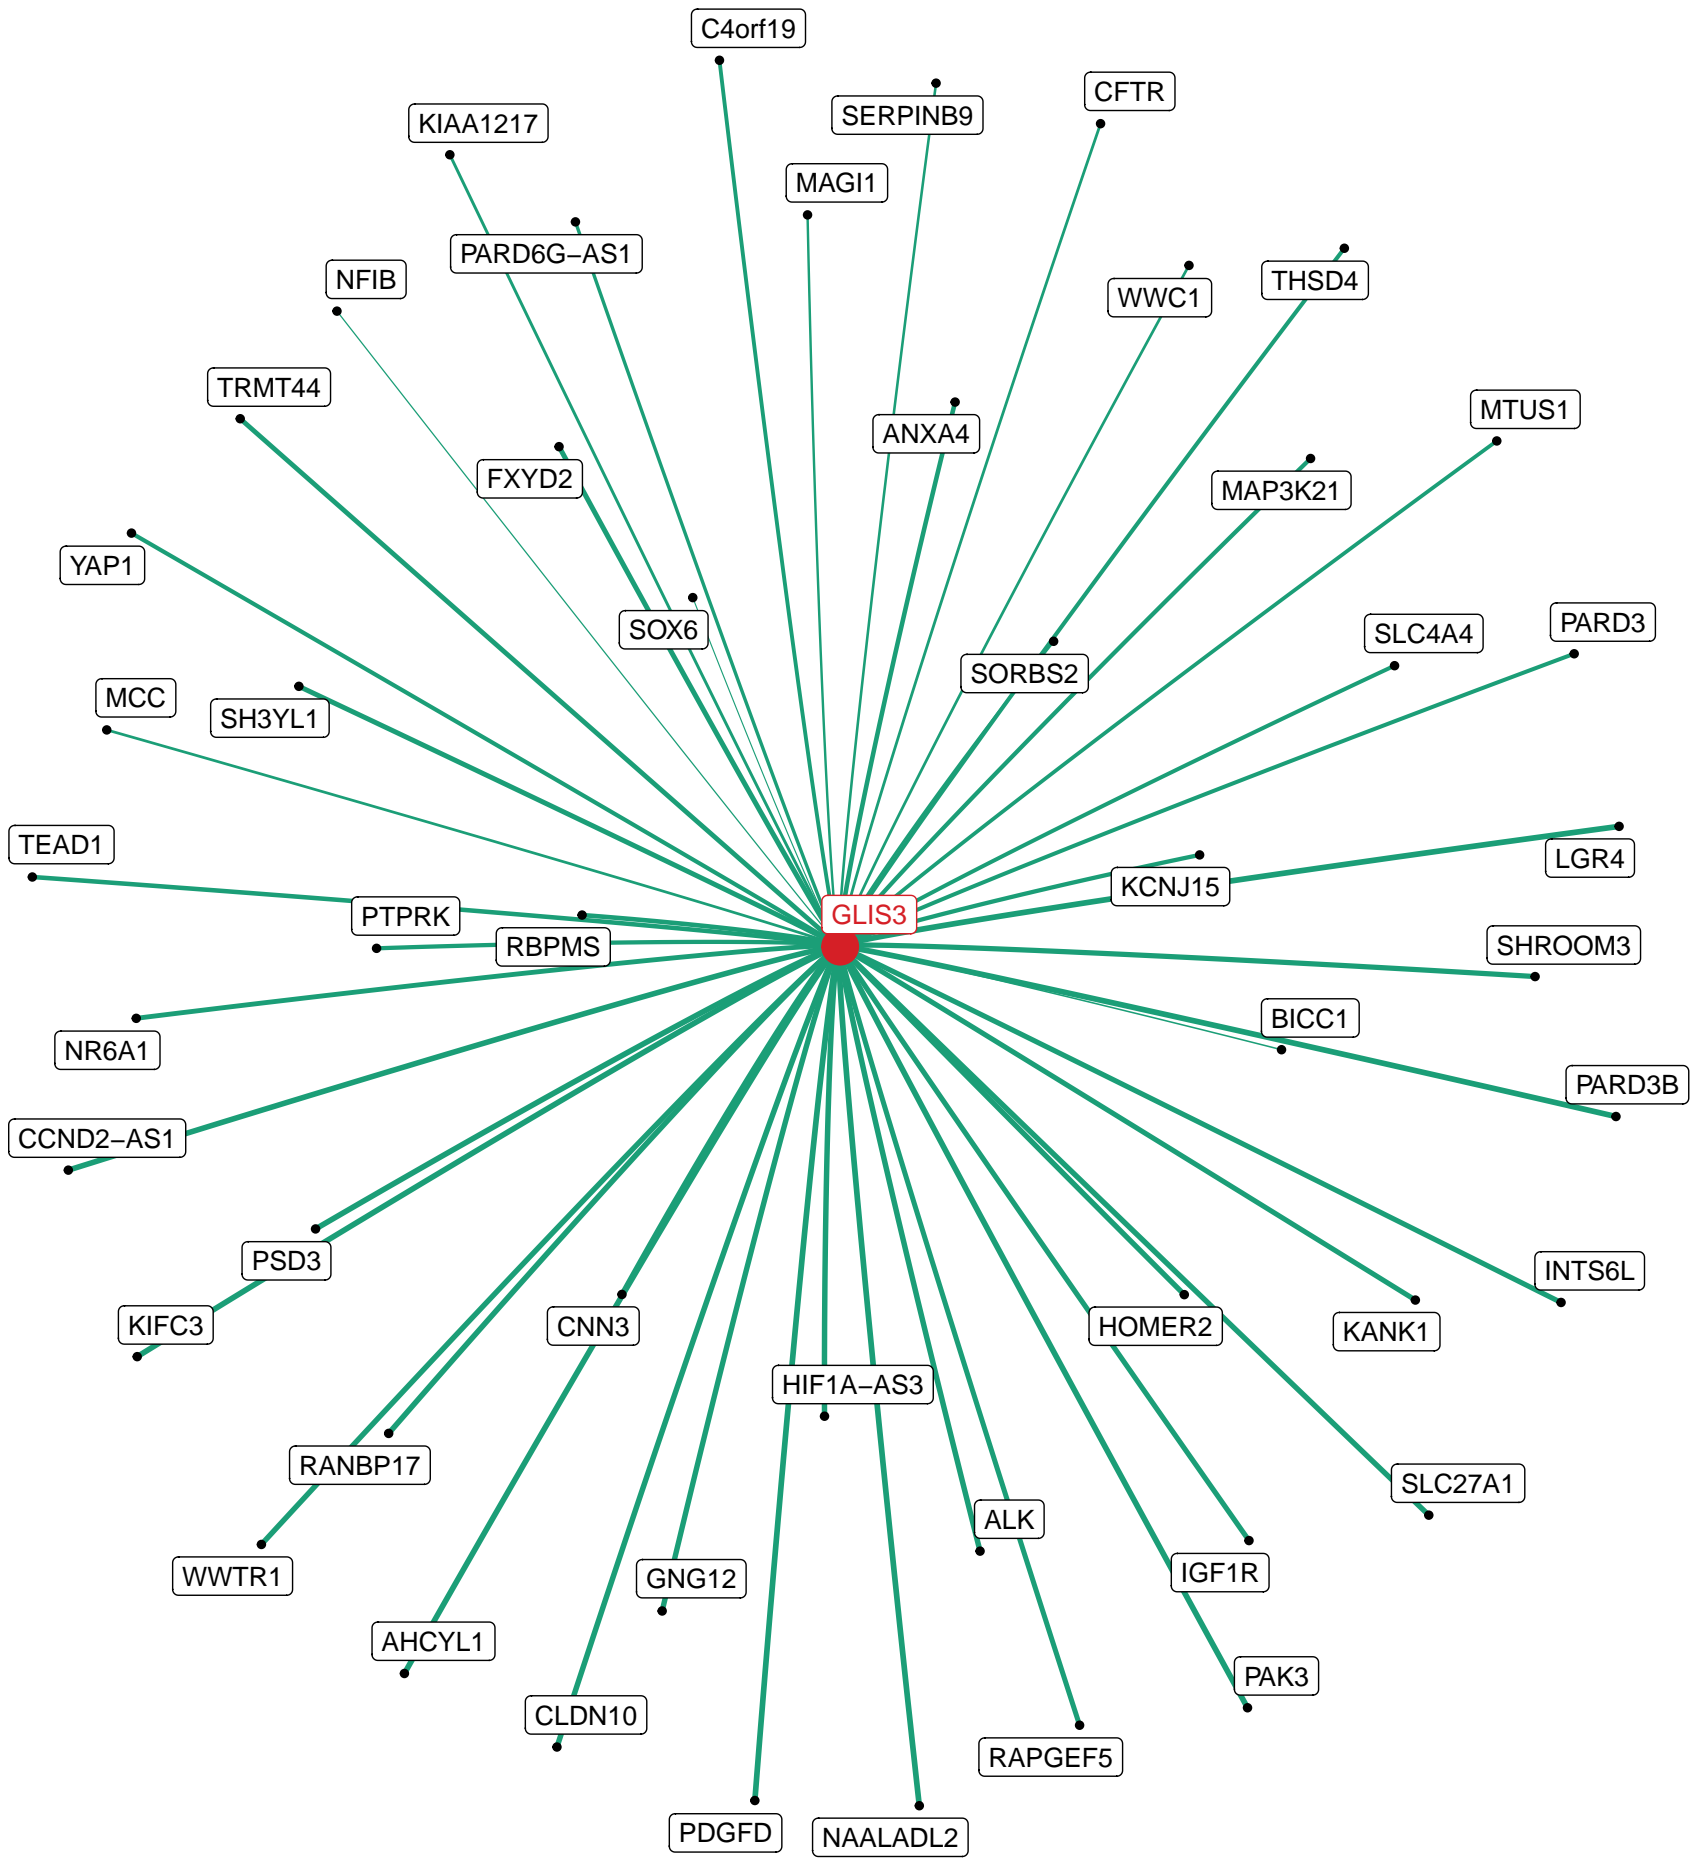 C4orf19
CFTR
SERPINB9
KIAA1217
MAGI1
PARD6G−AS1
NFIB
THSD4
WWC1
TRMT44
MTUS1
ANXA4
FXYD2
MAP3K21
YAP1
PARD3
SOX6
SLC4A4
SORBS2
MCC
SH3YL1
TEAD1
LGR4
KCNJ15
GLIS3
PTPRK
SHROOM3
RBPMS
BICC1
NR6A1
PARD3B
CCND2−AS1
PSD3
INTS6L
KIFC3
CNN3
HOMER2
KANK1
HIF1A−AS3
RANBP17
SLC27A1
ALK
IGF1R
WWTR1
GNG12
AHCYL1
PAK3
CLDN10
RAPGEF5
PDGFD
NAALADL2